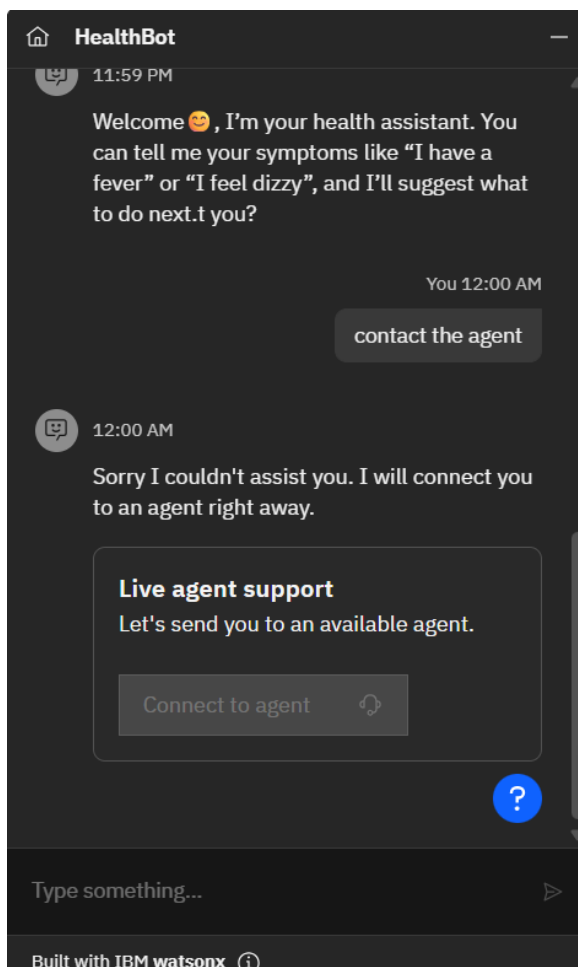 HealthBot
11:59 PM
Welcome😊, I’m your health assistant. You
can tell me your symptoms like “I have a
fever” or “I feel dizzy”, and I’ll suggest what
to do next.t you?
You 12:00 AM
contact the agent
12:00 AM
Sorry I couldn't assist you. I will connect you
to an agent right away.
Live agent support
Let's send you to an available agent.
Connect to agent
?
Type something...
Built with IBM watsonx